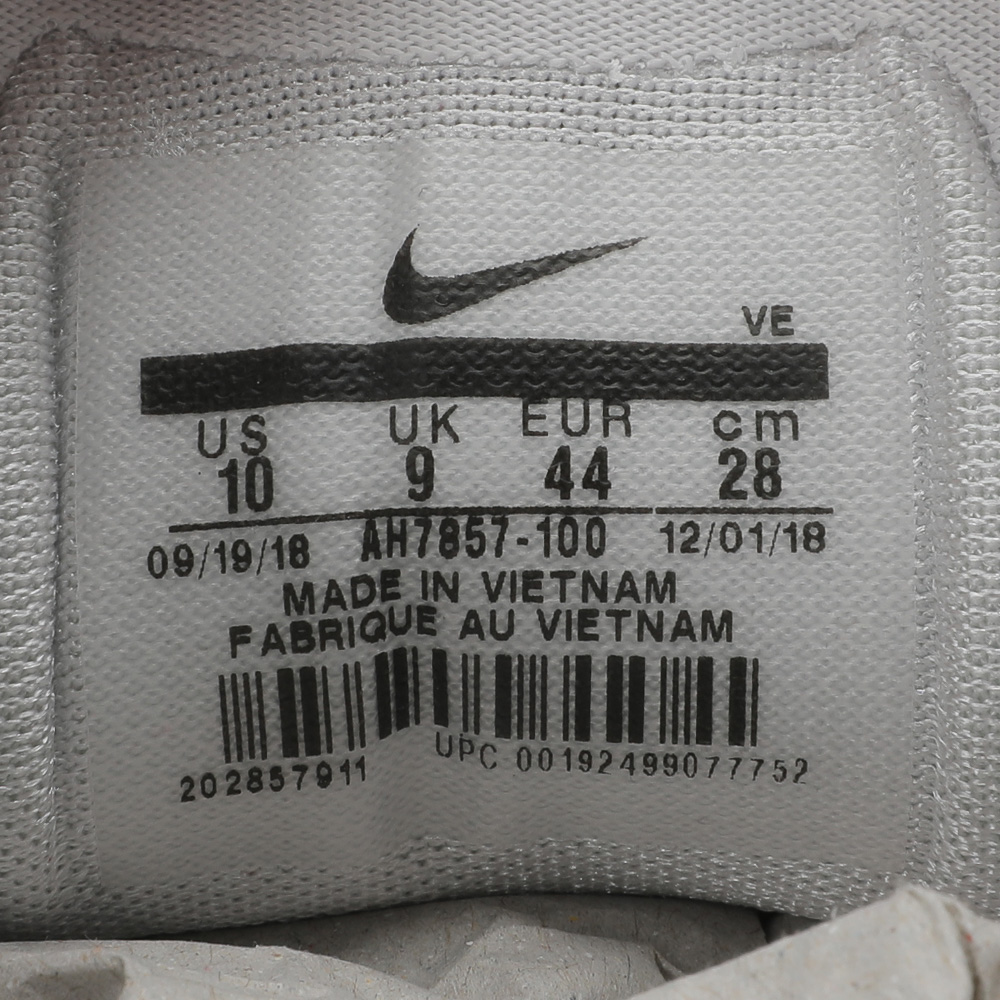 VE
US UK EUR cm
10 9 44 28
09/19/18 AH7857-100 12/01/18
MADE IN VIETNAM
FABRIQUE AU VIETNAM
202857911 UPC 00192499077752